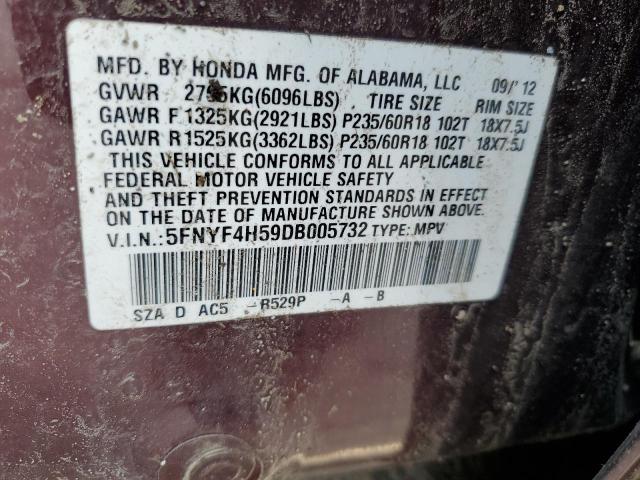 MFD. BY HONDA MFG. OF ALABAMA, LLC 09/'12
GVWR 2765KG(6096LBS) TIRE SIZE RIM SIZE
GAWR F 1325KG(2921LBS) P235/60R18 102T 18X7.5J
GAWR R1525KG(3362LBS) P235/60R18 102T 18X7.5J
THIS VEHICLE CONFORMS TO ALL APPLICABLE
FEDERAL MOTOR VEHICLE SAFETY
AND THEFT PREVENTION STANDARDS IN EFFECT
ON THE DATE OF MANUFACTURE SHOWN ABOVE.
V.I.N.: 5FNYF4H59DB005732 TYPE: MPV
SZA D AC5 -R529P -A -B